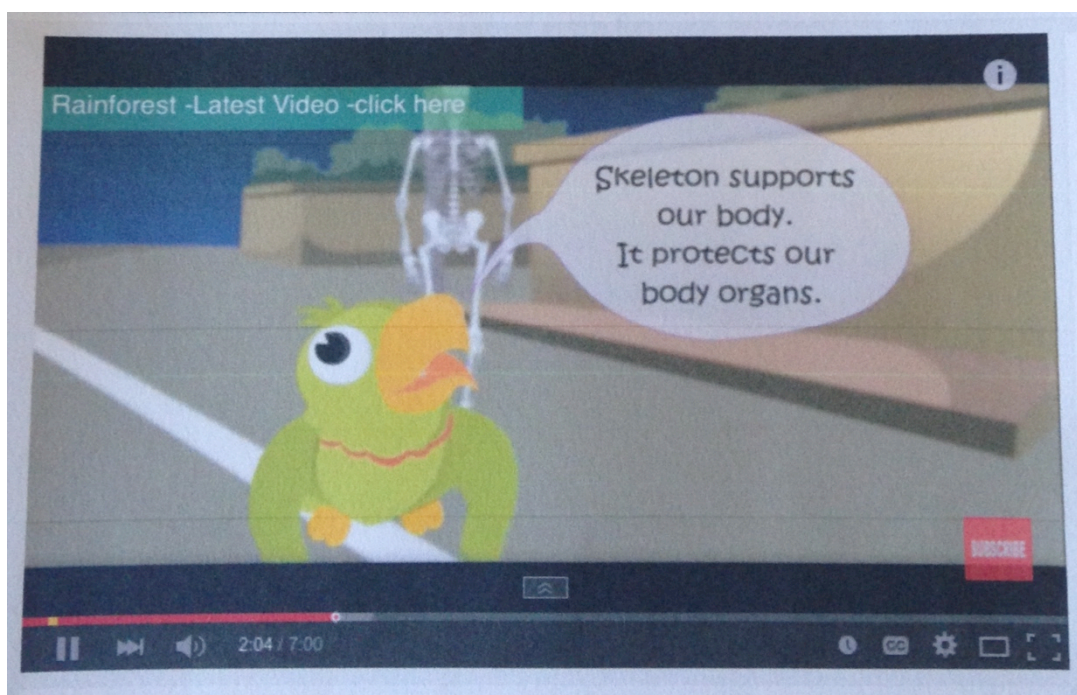 Rainforest -Latest Video -click here
i
Skeleton supports
our body.
It protects our
body organs.
SUBSCRIBE
2:04 / 7:00
CC